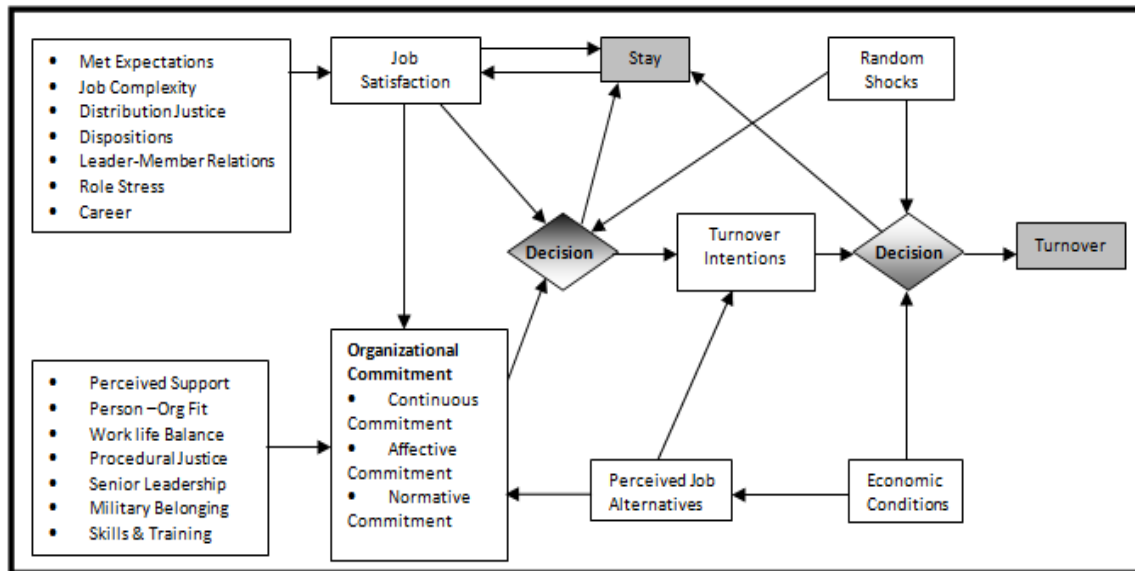 • Met Expectations
• Job Complexity
• Distribution Justice
• Dispositions
• Leader-Member Relations
• Role Stress
• Career
Job
Satisfaction
Stay
Random
Shocks
Decision
Turnover
Intentions
Decision
Turnover
• Perceived Support
• Person –Org Fit
• Work life Balance
• Procedural Justice
• Senior Leadership
• Military Belonging
• Skills & Training
Organizational
Commitment
• Continuous
Commitment
• Affective
Commitment
• Normative
Commitment
Perceived Job
Alternatives
Economic
Conditions